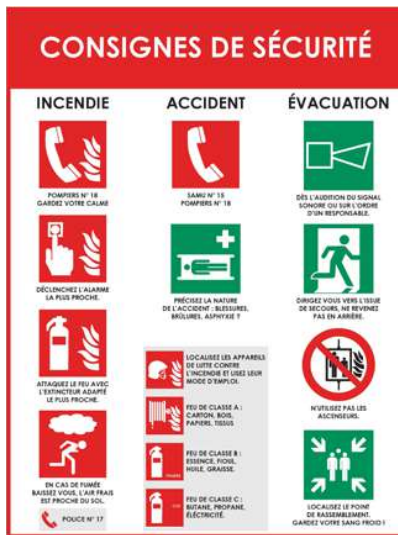 CONSIGNES DE SÉCURITÉ
INCENDIE
POMPIERS N° 18
GARDEZ VOTRE CALME
DÉCLENCHEZ L'ALARME
LA PLUS PROCHE.
ATTAQUEZ LE FEU AVEC
L'EXTINCTEUR ADAPTÉ
LE PLUS PROCHE.
EN CAS DE FUMÉE
BAISSEZ VOUS, L'AIR FRAIS
EST PROCHE DU SOL.
POLICE N° 17
ACCIDENT
SAMU N° 15
POMPIERS N° 18
PRÉCISEZ LA NATURE
DE L'ACCIDENT : BLESSURES,
BRÛLURES, ASPHYXIE ?
LOCALISEZ LES APPAREILS
DE LUTTE CONTRE
L'INCENDIE ET LISEZ LEUR
MODE D'EMPLOI.
FEU DE CLASSE A :
CARTON, BOIS,
PAPIERS, TISSUS
FEU DE CLASSE B :
ESSENCE, FIOUL,
HUILE, GRAISSE.
FEU DE CLASSE C :
BUTANE, PROPANE,
ÉLECTRICITÉ.
ÉVACUATION
DÈS L'AUDITION DU SIGNAL
SONORE OU SUR L'ORDRE
D'UN RESPONSABLE.
DIRIGEZ VOUS VERS L'ISSUE
DE SECOURS, NE REVENEZ
PAS EN ARRIÈRE.
N'UTILISEZ PAS LES
ASCENSEURS.
LOCALISEZ LE POINT
DE RASSEMBLEMENT.
GARDEZ VOTRE SANG FROID !